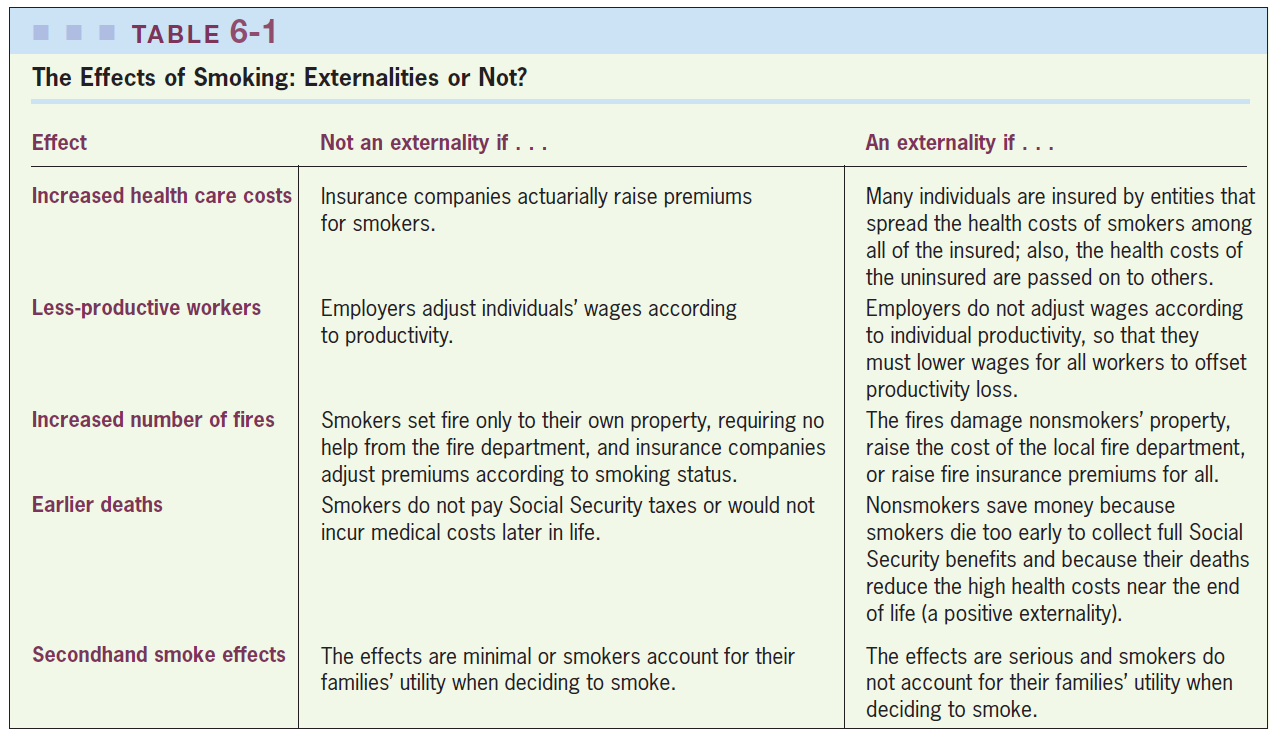 TABLE 6-1
The Effects of Smoking: Externalities or Not?
Effect
Not an externality if . . .
An externality if . . .
Increased health care costs
Insurance companies actuarially raise premiums
for smokers.
Many individuals are insured by entities that
spread the health costs of smokers among
all of the insured; also, the health costs of
the uninsured are passed on to others.
Less-productive workers
Employers adjust individuals’ wages according
to productivity.
Employers do not adjust wages according
to individual productivity, so that they
must lower wages for all workers to offset
productivity loss.
Increased number of fires
Smokers set fire only to their own property, requiring no
help from the fire department, and insurance companies
adjust premiums according to smoking status.
The fires damage nonsmokers’ property,
raise the cost of the local fire department,
or raise fire insurance premiums for all.
Earlier deaths
Smokers do not pay Social Security taxes or would not
incur medical costs later in life.
Nonsmokers save money because
smokers die too early to collect full Social
Security benefits and because their deaths
reduce the high health costs near the end
of life (a positive externality).
Secondhand smoke effects
The effects are minimal or smokers account for their
families’ utility when deciding to smoke.
The effects are serious and smokers do
not account for their families’ utility when
deciding to smoke.